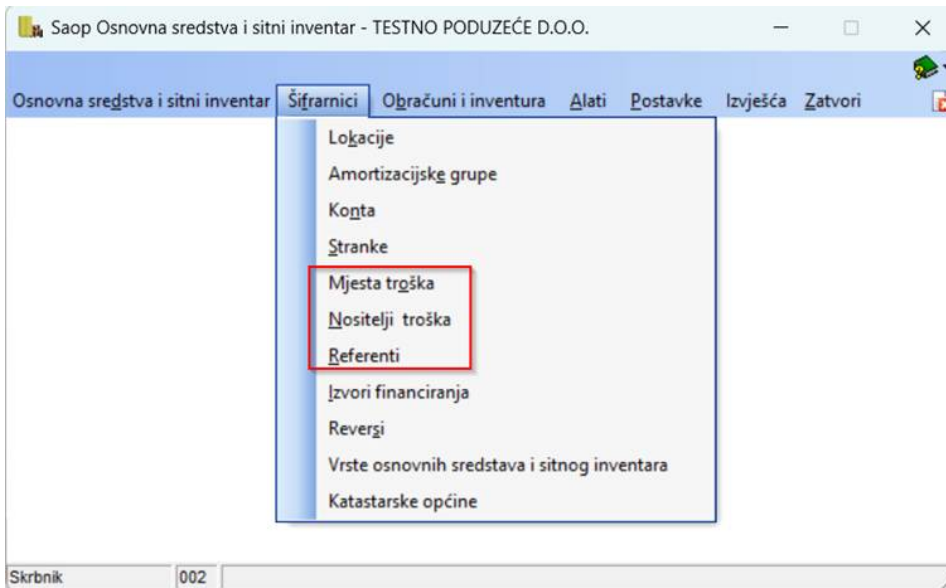 Saop Osnovna sredstva i sitni inventar - TESTNO PODUZEĆE D.O.O.
Osnovna sredstva i sitni inventar Šifrarnici Obračuni i inventura Alati Postavke Izvješća Zatvori
Lokacije
Amortizacijske grupe
Konta
Stranke
Mjesta troška
Nositelji troška
Referenti
Izvori financiranja
Reversi
Vrste osnovnih sredstava i sitnog inventara
Katastarske općine
Skrbnik 002